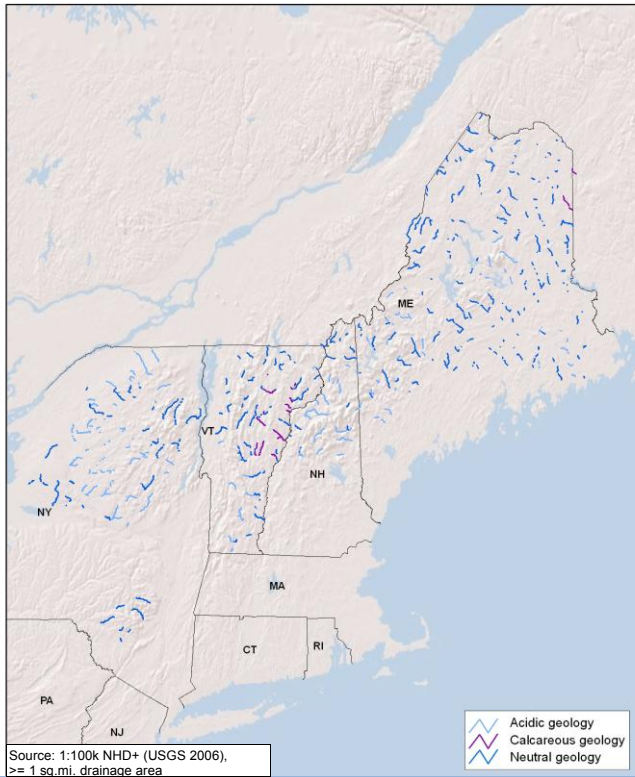 ME
VT
NH
NY
MA
CT
RI
PA
NJ
Acidic geology
Calcareous geology
Neutral geology
Source: 1:100k NHD+ (USGS 2006),
>= 1 sq.mi. drainage area